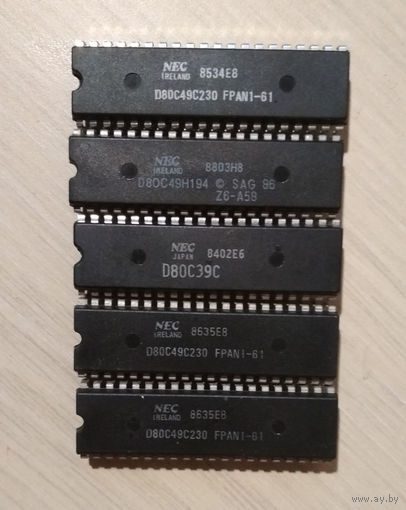 NEC
IRELAND 8534E8
D80C49C230 FPAN1-61
NEC
IRELAND 8803H8
D80C49H194 © SAG 86
Z6-A58
NEC
JAPAN 8402E6
D80C39C
NEC
IRELAND 8635E8
D80C49C230 FPAN1-61
NEC
IRELAND 8635E8
D80C49C230 FPAN1-61
www.ay.by